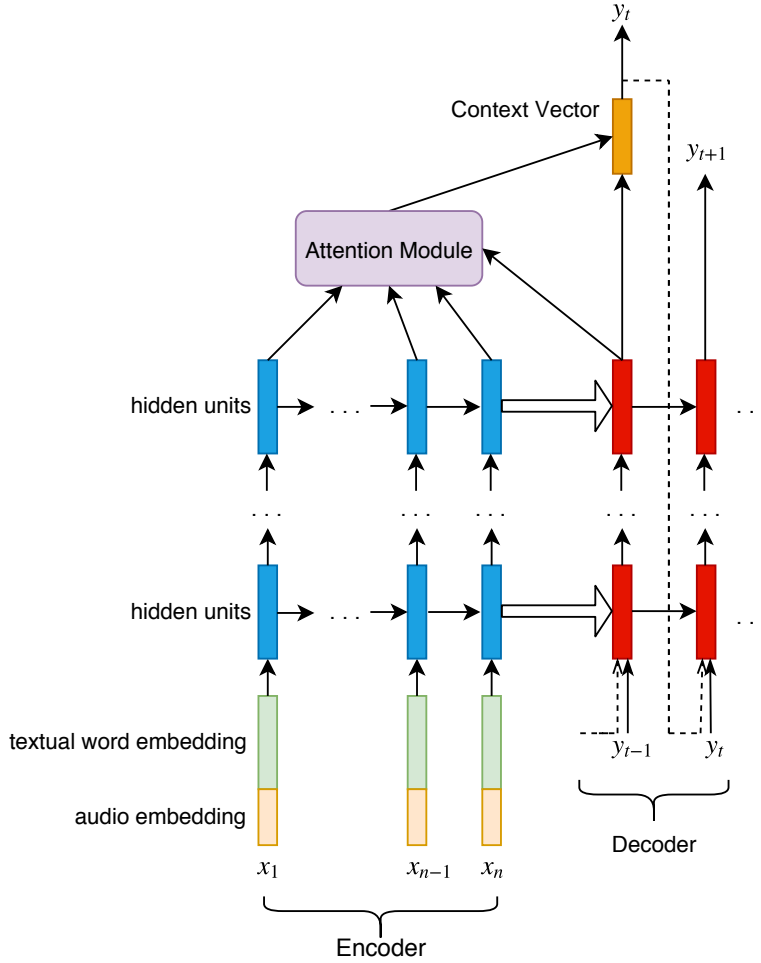 y_t
Context Vector
y_{t+1}
Attention Module
hidden units
. . .
. . .
. . .
. . .
. . .
. . .
. . .
hidden units
. . .
. . .
textual word embedding
y_{t−1}
y_t
audio embedding
Decoder
x_1
x_{n−1}
x_n
Encoder